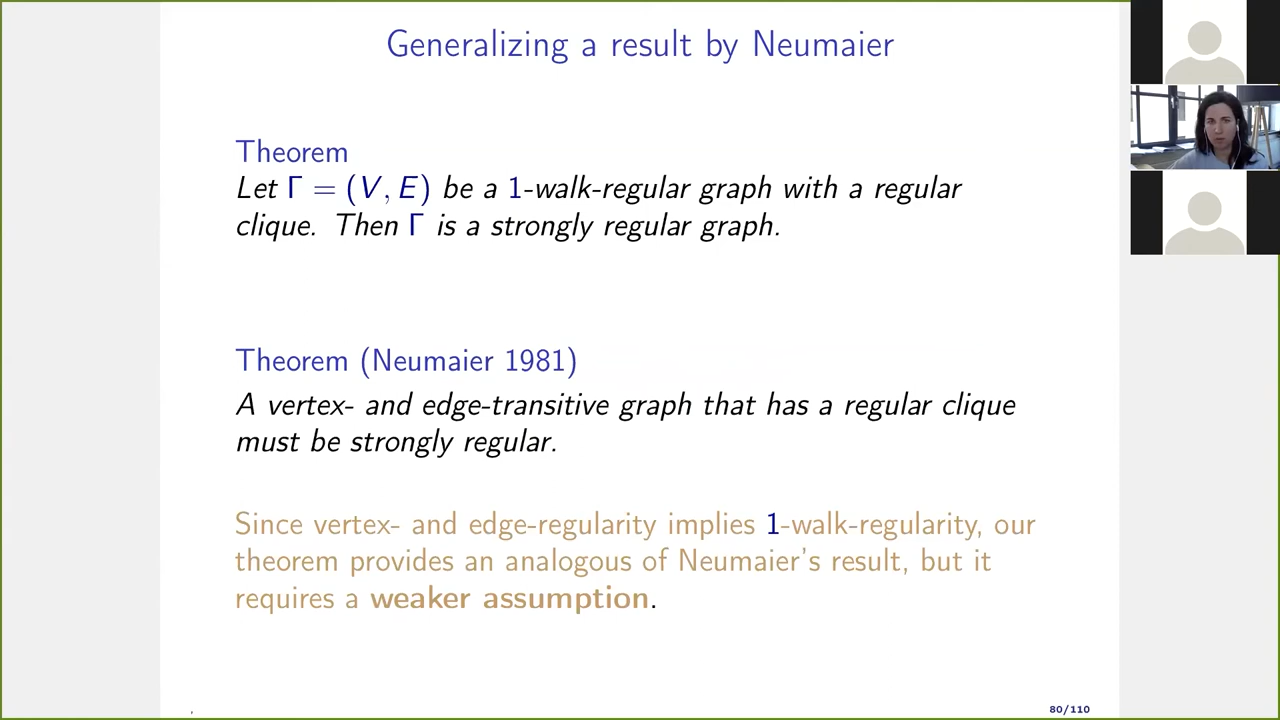 Generalizing a result by Neumaier
Theorem
Let Γ = (V, E) be a 1-walk-regular graph with a regular
clique. Then Γ is a strongly regular graph.
Theorem (Neumaier 1981)
A vertex- and edge-transitive graph that has a regular clique
must be strongly regular.
Since vertex- and edge-regularity implies 1-walk-regularity, our
theorem provides an analogous of Neumaier's result, but it
requires a weaker assumption.
, 80/110